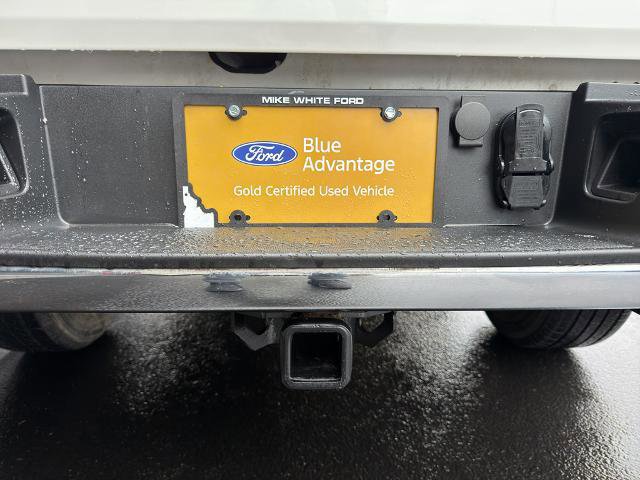 MIKE WHITE FORD
Ford
Blue
Advantage
Gold Certified Used Vehicle